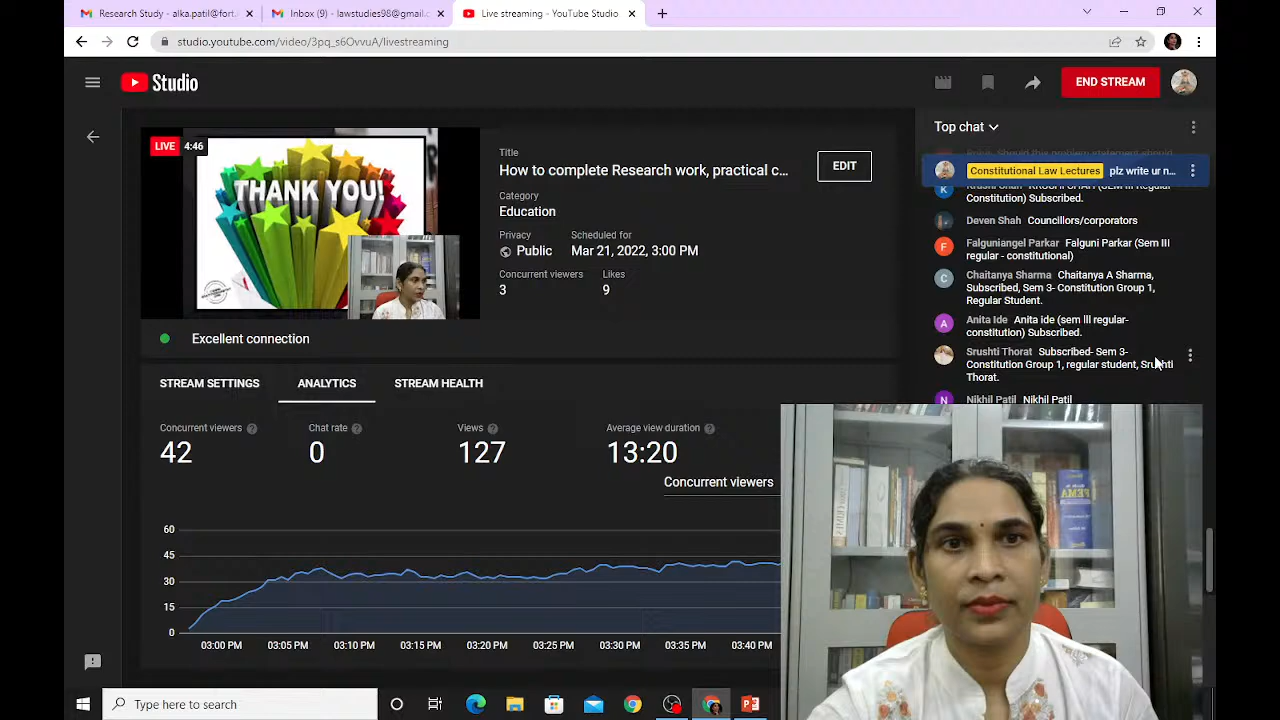 Research Study - alka.patil@fort.
Inbox (9) - lawstudies98@gmail.c
Live streaming - YouTube Studio
studio.youtube.com/video/3pq_s6OvvuA/livestreaming
Studio
END STREAM
LIVE 4:46
THANK YOU!
Title
How to complete Research work, practical c...
EDIT
Category
Education
Privacy
Public
Scheduled for
Mar 21, 2022, 3:00 PM
Concurrent viewers
3
Likes
9
Excellent connection
STREAM SETTINGS
ANALYTICS
STREAM HEALTH
Concurrent viewers
42
Chat rate
0
Views
127
Average view duration
13:20
Concurrent viewers
60
45
30
15
0
03:00 PM 03:05 PM 03:10 PM 03:15 PM 03:20 PM 03:25 PM 03:30 PM 03:35 PM 03:40 PM
Top chat
Constitutional Law Lectures plz write ur n...
Constitution) Subscribed.
Deven Shah Councillors/corporators
Falguniangel Parkar Falguni Parkar (Sem III
regular - constitutional)
Chaitanya Sharma Chaitanya A Sharma,
Subscribed, Sem 3- Constitution Group 1,
Regular Student.
Anita Ide Anita ide (sem lll regular-
constitution) Subscribed.
Srushti Thorat Subscribed- Sem 3-
Constitution Group 1, regular student, Srushti
Thorat.
Nikhil Patil Nikhil Patil
FEMA
Type here to search